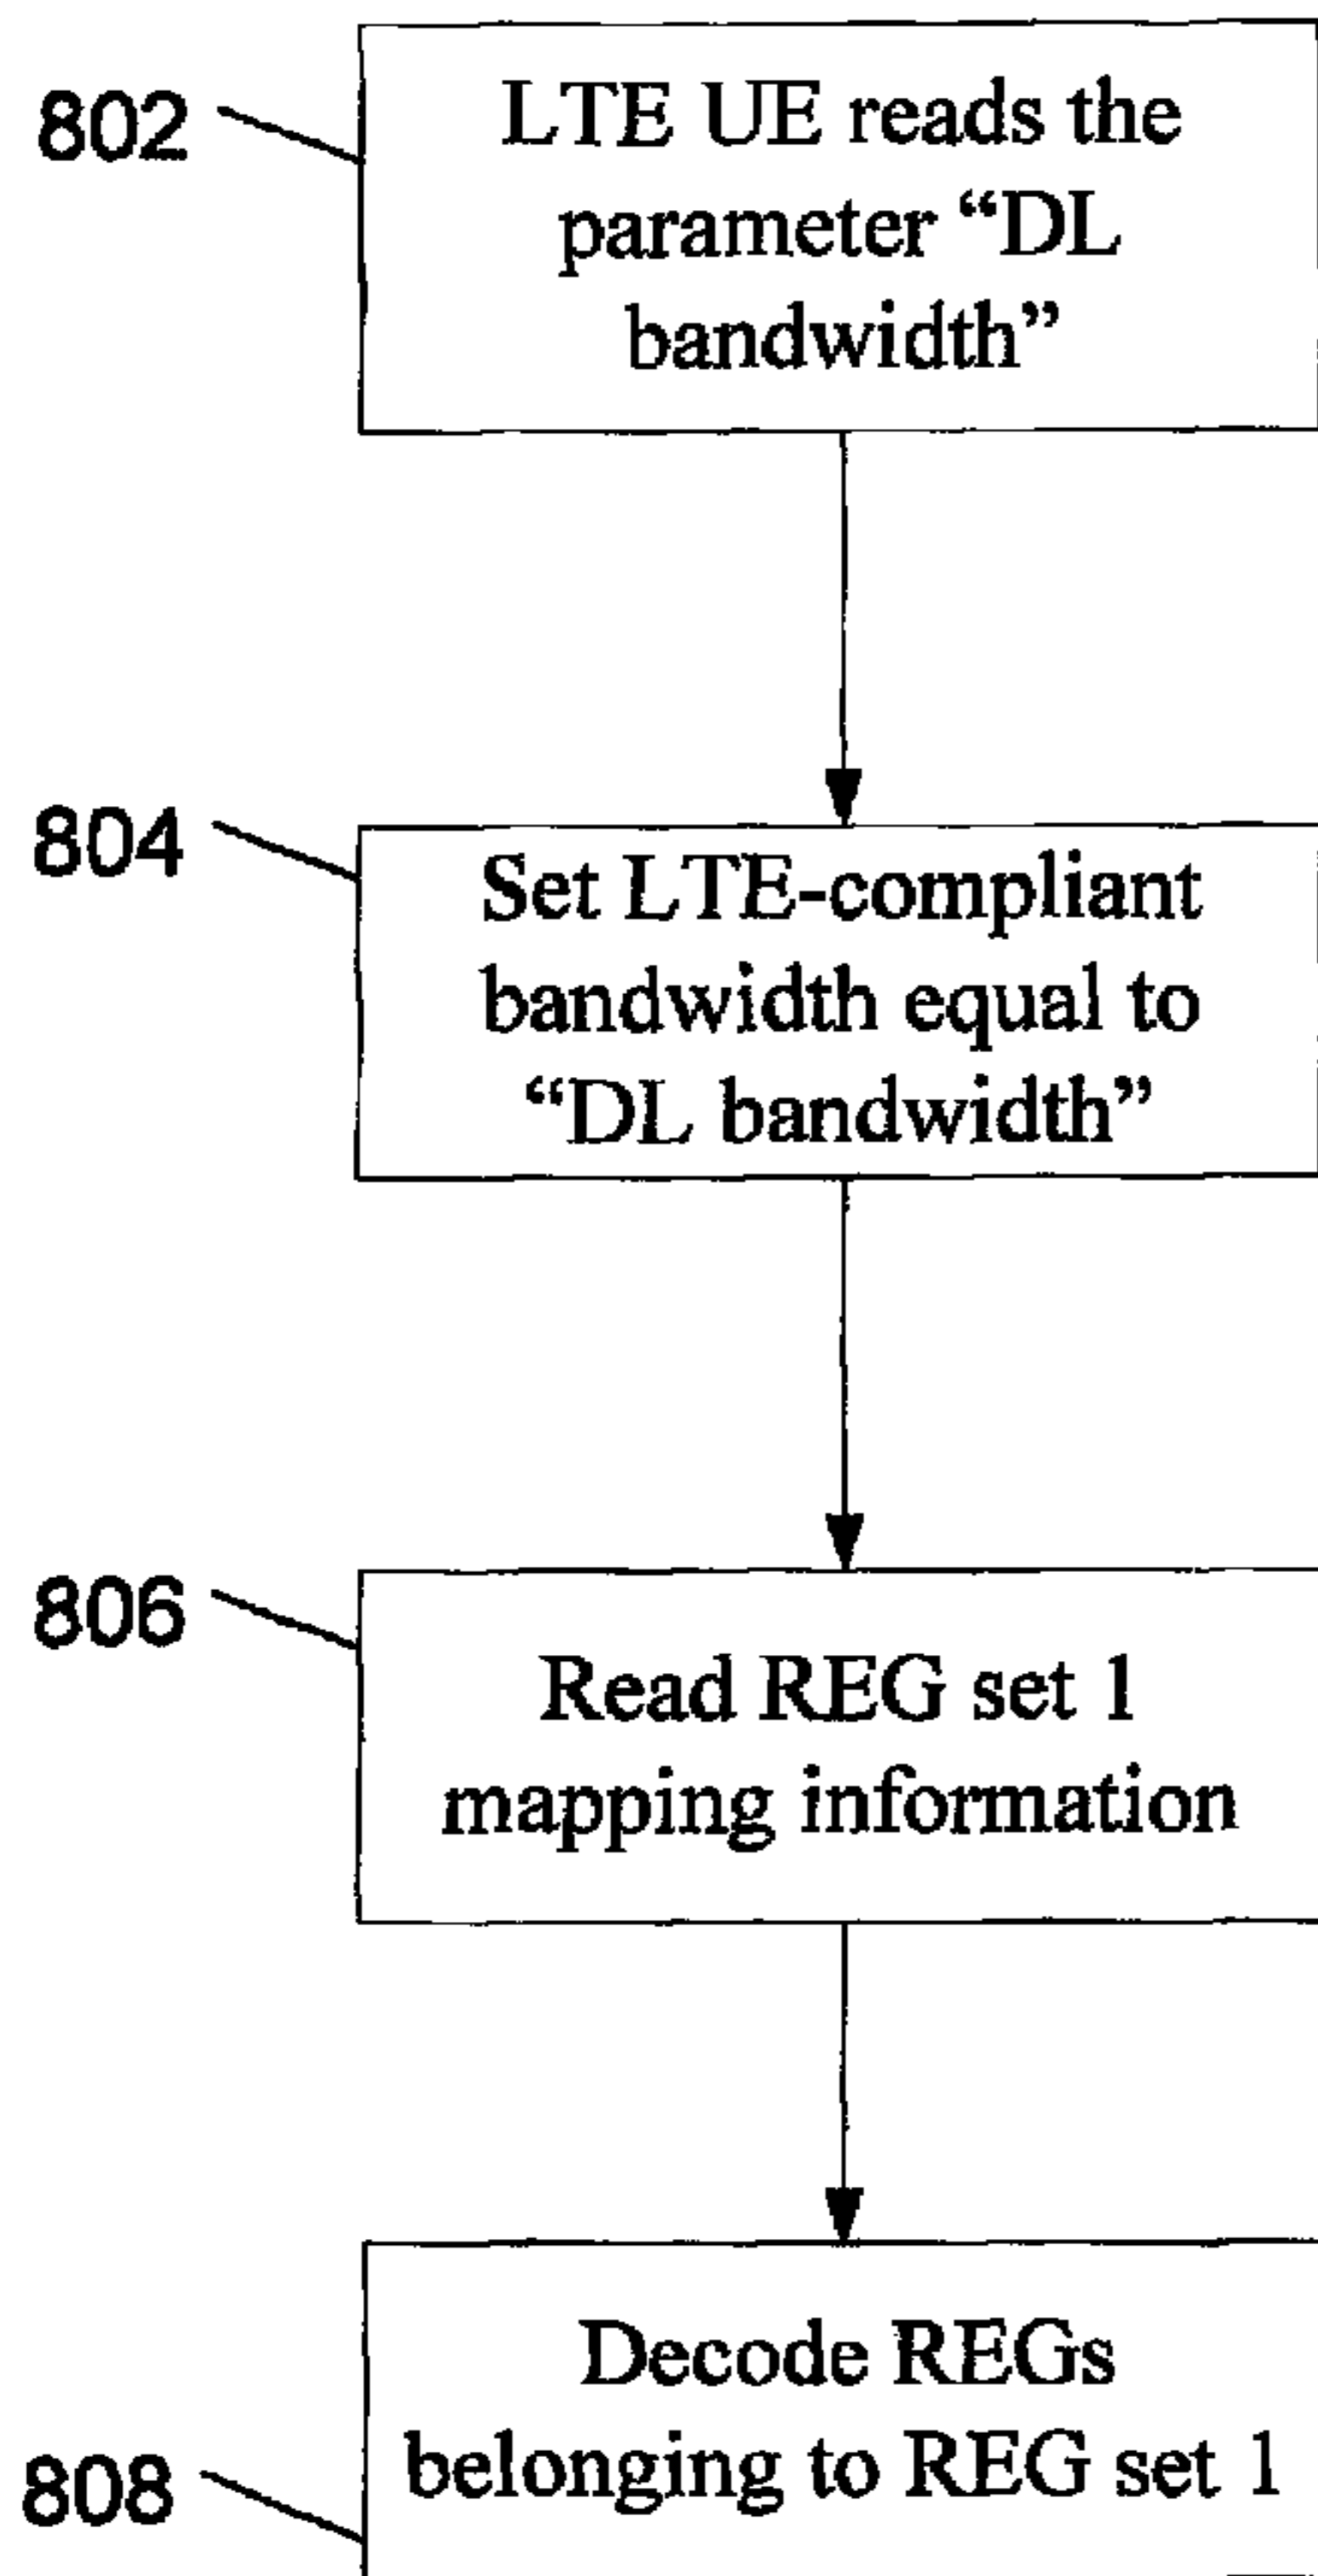 802
LTE UE reads the
parameter “DL
bandwidth”
804
Set LTE-compliant
bandwidth equal to
“DL bandwidth”
806
Read REG set 1
mapping information
Decode REGs
belonging to REG set 1
808